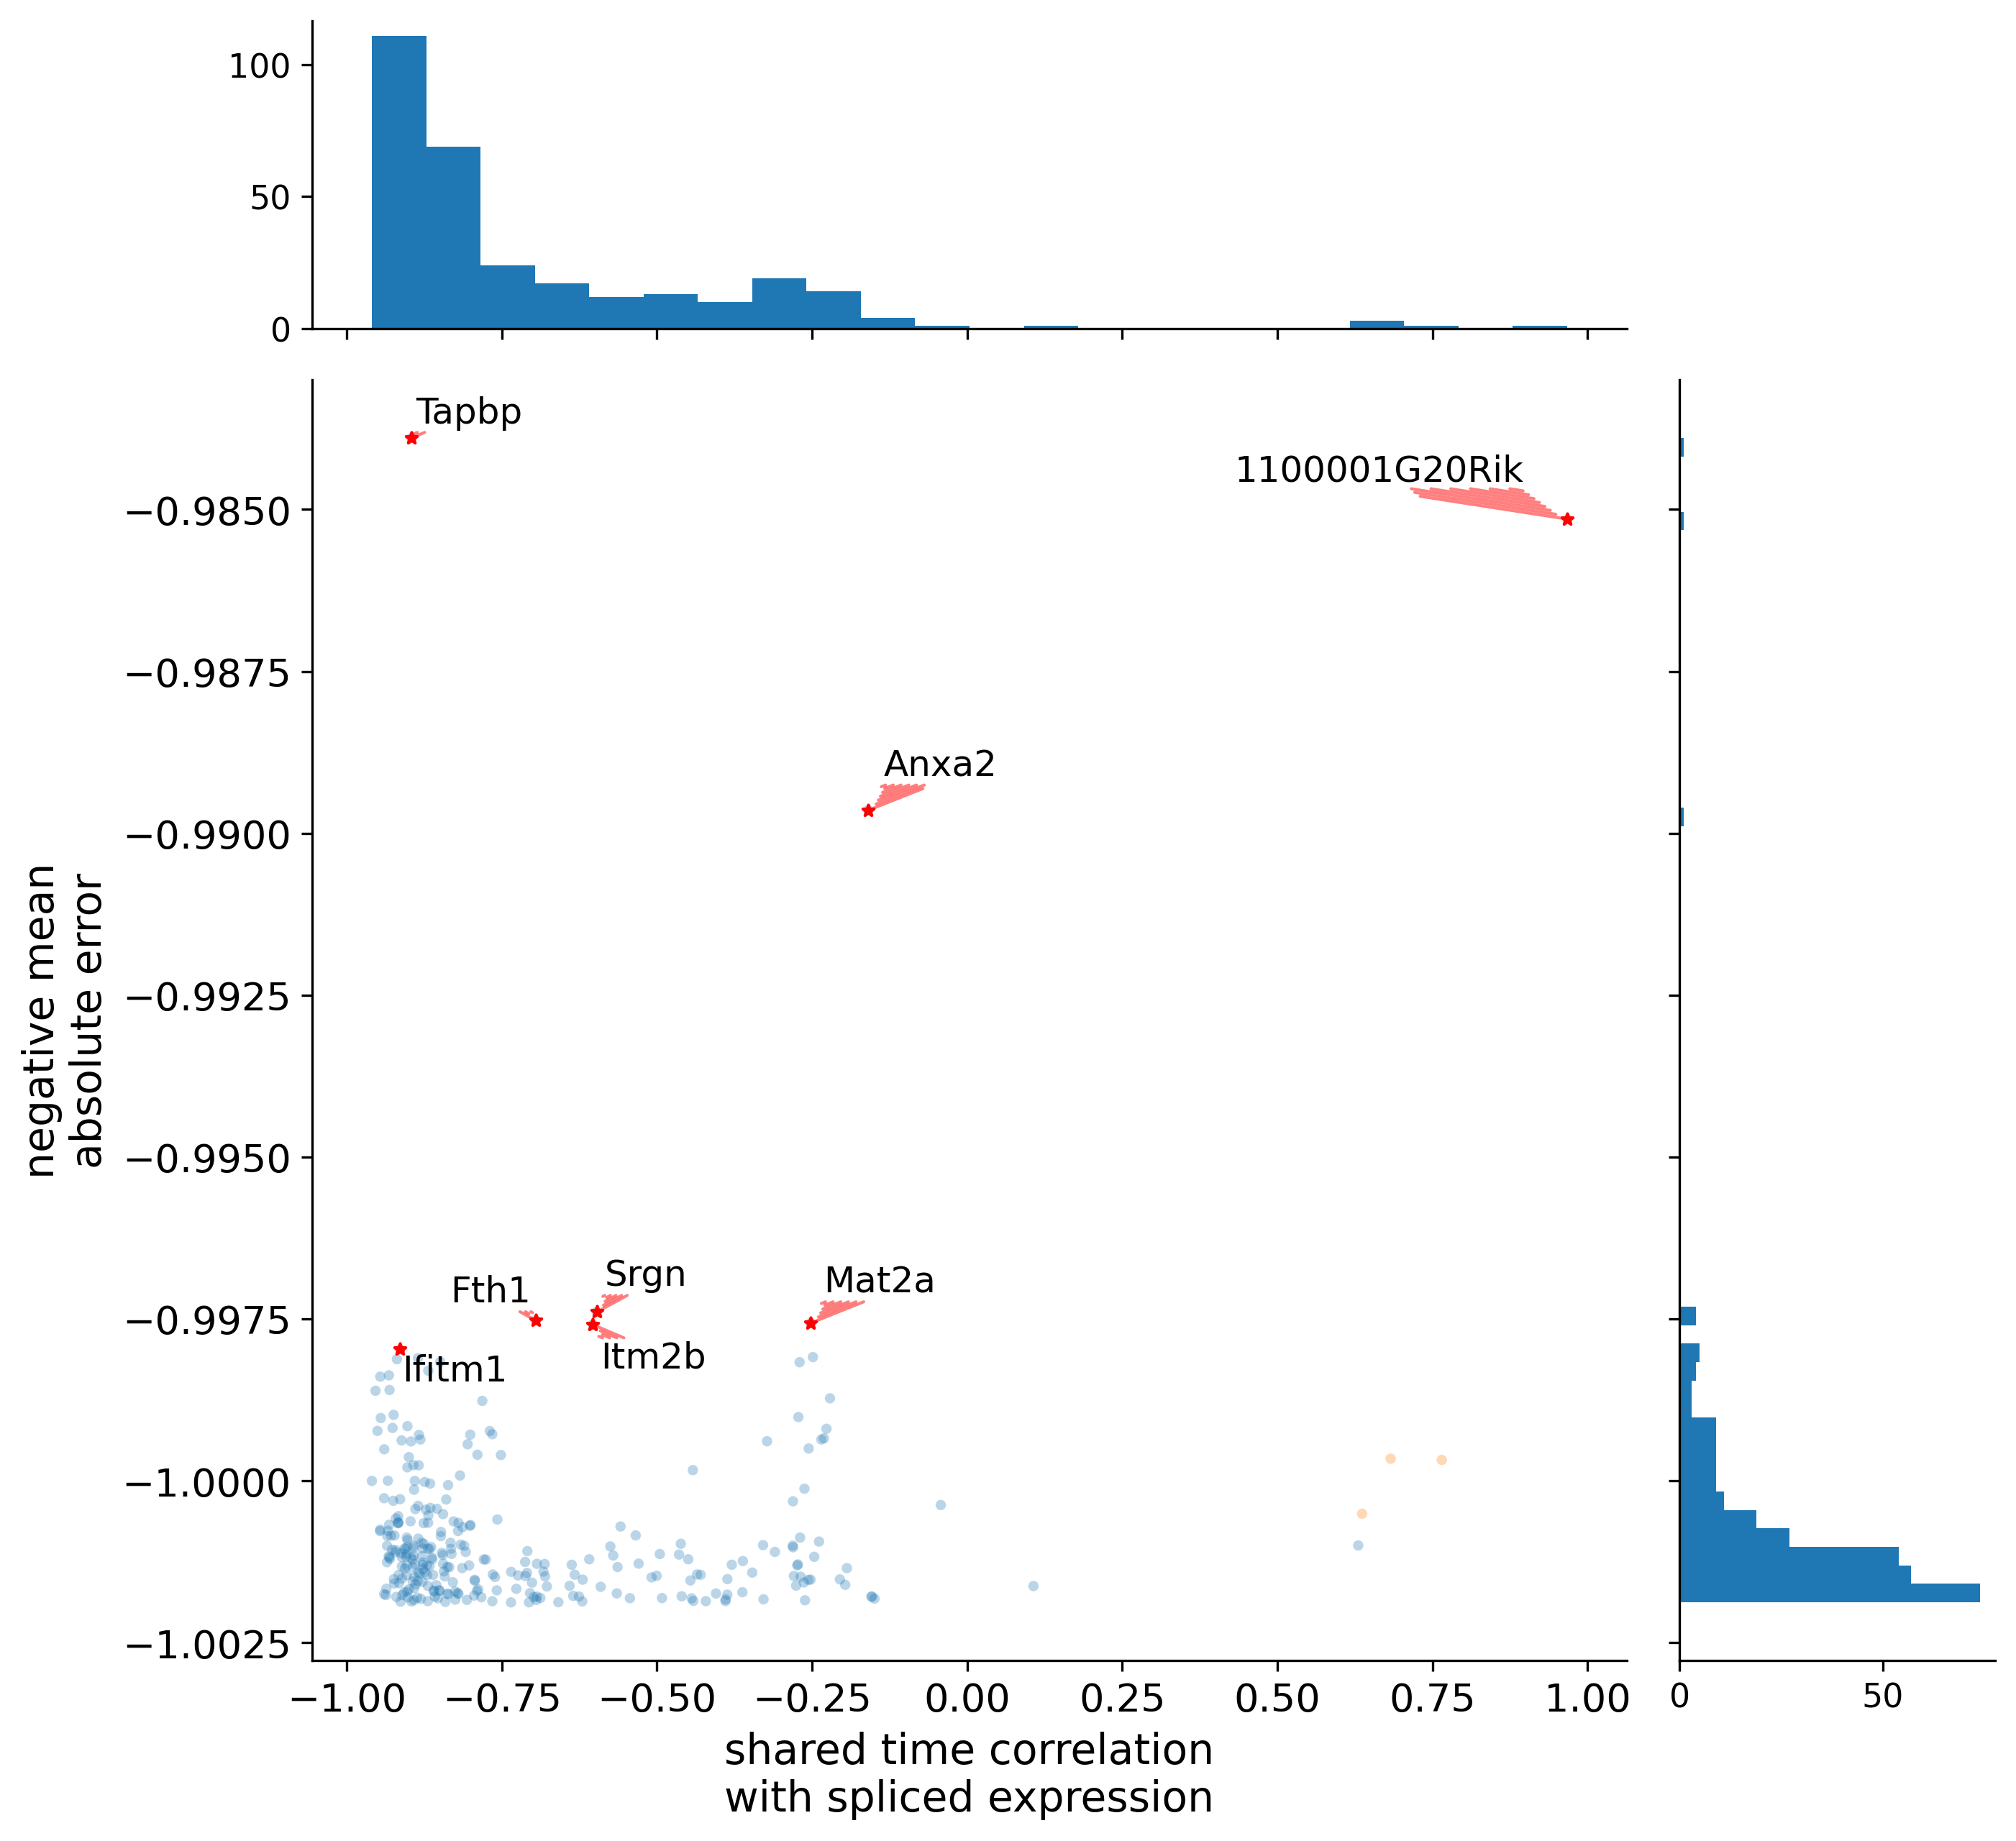 100
50
0
Tapbp
1100001G20Rik
Anxa2
Fth1
Srgn
Mat2a
Itm2b
Ifitm1
−0.9850
−0.9875
−0.9900
−0.9925
−0.9950
−0.9975
−1.0000
−1.0025
negative mean
absolute error
−1.00 −0.75 −0.50 −0.25 0.00 0.25 0.50 0.75 1.00
shared time correlation
with spliced expression
0 50